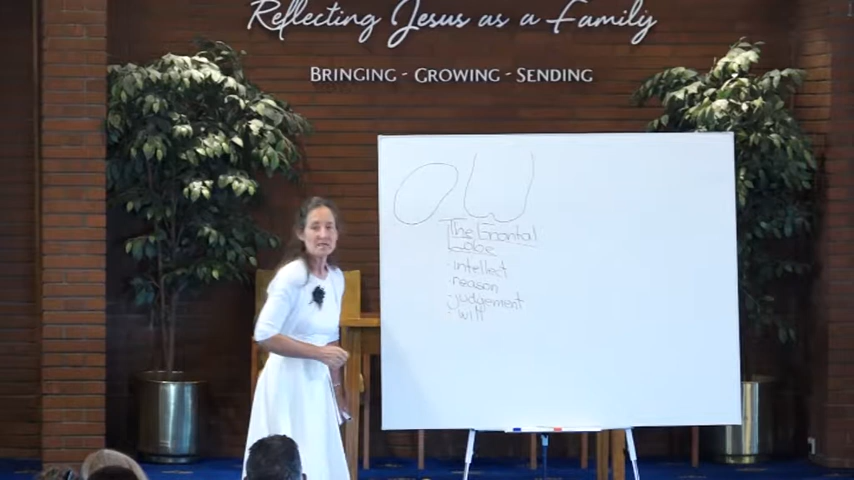 Reflecting Jesus as a Family
BRINGING - GROWING - SENDING
The Frontal
Lobe
· intellect
· reason
· judgement
· will